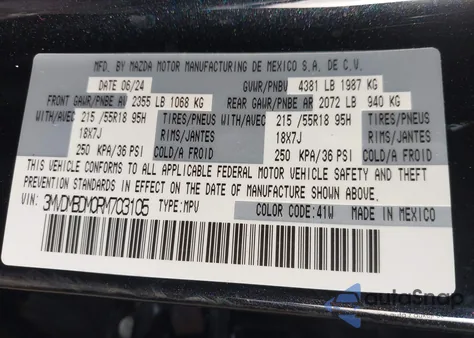 MFD. BY MAZDA MOTOR MANUFACTURING DE MEXICO S.A. DE C.V.
DATE 06/24 GVWR/PNBV 4381 LB 1987 KG
FRONT GAWR/PNBE AV 2355 LB 1068 KG REAR GAWR/PNBE AR 2072 LB 940 KG
WITH/AVEC 215 /55R18 95H TIRES/PNEUS WITH/AVEC 215 /55R18 95H TIRES/PNEUS
18X7J RIMS/JANTES 18X7J RIMS/JANTES
250 KPA/36 PSI COLD/A FROID 250 KPA/36 PSI COLD/A FROID
THIS VEHICLE CONFORMS TO ALL APPLICABLE FEDERAL MOTOR VEHICLE SAFETY AND THEFT
PREVENTION STANDARDS IN EFFECT ON THE DATE OF MANUFACTURE SHOWN ABOVE.
VIN: 3MVDMBDM0RM703105 TYPE:MPV COLOR CODE:41W MADE IN MEXICO
autoSnap